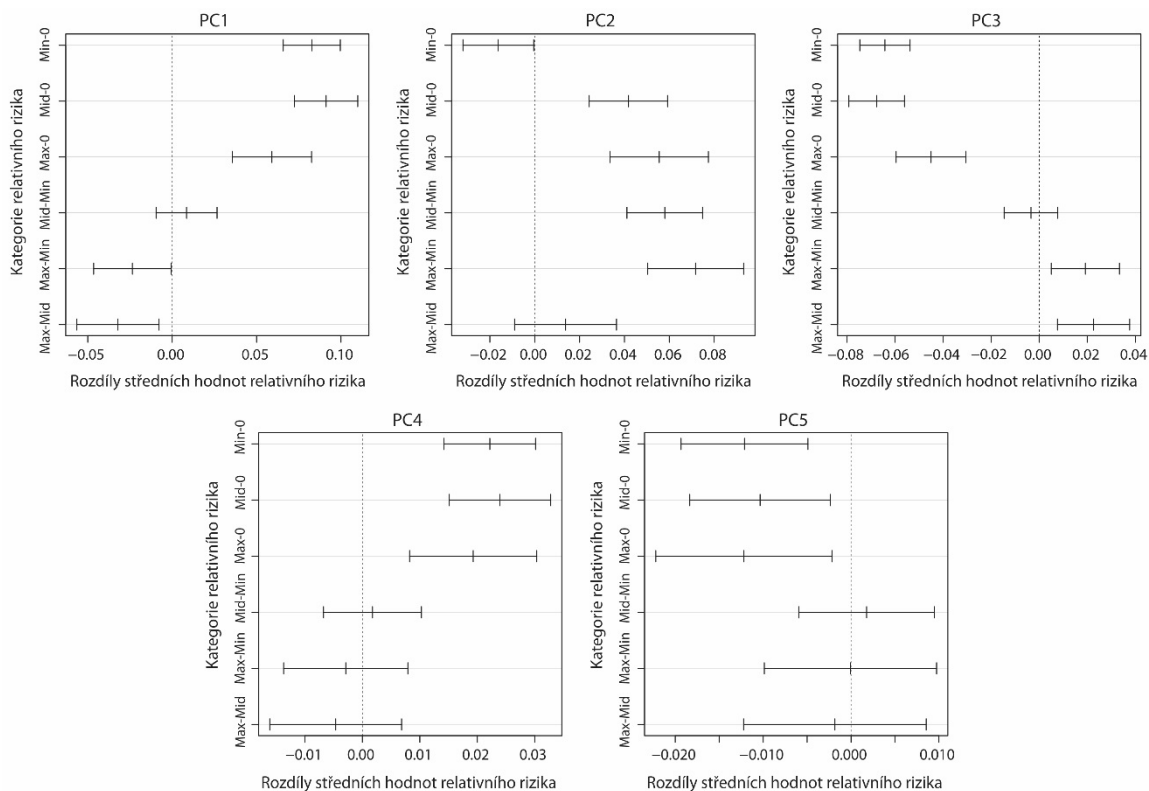 PC1
Kategorie relativního rizika
Min-0
Mid-0
Max-0
Mid-Min
Max-Min
Max-Mid
−0.05 0.00 0.05 0.10
Rozdíly středních hodnot relativního rizika
PC2
Kategorie relativního rizika
Min-0
Mid-0
Max-0
Mid-Min
Max-Min
Max-Mid
−0.02 0.00 0.02 0.04 0.06 0.08
Rozdíly středních hodnot relativního rizika
PC3
Kategorie relativního rizika
Min-0
Mid-0
Max-0
Mid-Min
Max-Min
Max-Mid
−0.08 −0.06 −0.04 −0.02 0.00 0.02 0.04
Rozdíly středních hodnot relativního rizika
PC4
Kategorie relativního rizika
Min-0
Mid-0
Max-0
Mid-Min
Max-Min
Max-Mid
−0.01 0.00 0.01 0.02 0.03
Rozdíly středních hodnot relativního rizika
PC5
Kategorie relativního rizika
Min-0
Mid-0
Max-0
Mid-Min
Max-Min
Max-Mid
−0.020 −0.010 0.000 0.010
Rozdíly středních hodnot relativního rizika